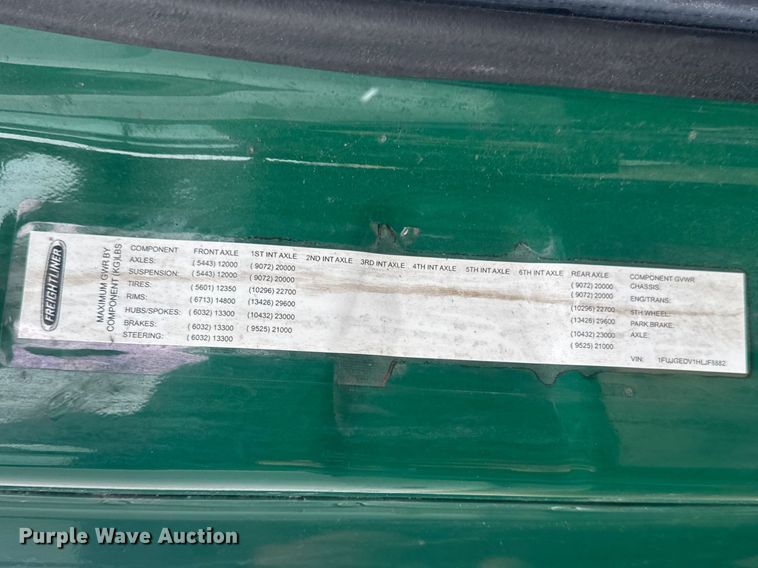 FREIGHTLINER
MAXIMUM GWR BY
COMPONENT (KG)LBS
COMPONENT FRONT AXLE 1ST INT AXLE 2ND INT AXLE 3RD INT AXLE 4TH INT AXLE 5TH INT AXLE 6TH INT AXLE REAR AXLE COMPONENT GVWR
AXLES: ( 5443) 12000 ( 9072) 20000 ( 9072) 20000 CHASSIS:
SUSPENSION: ( 5443) 12000 ( 9072) 20000 ( 9072) 20000 ENG/TRANS:
TIRES: ( 5601) 12350 (10296) 22700 (10296) 22700 5TH WHEEL:
RIMS: ( 6713) 14800 (13426) 29600 (13426) 29600 PARK BRAKE:
HUBS/SPOKES: ( 6032) 13300 (10432) 23000 (10432) 23000 AXLE:
BRAKES: ( 6032) 13300 ( 9525) 21000 ( 9525) 21000
STEERING: ( 6032) 13300
VIN:
Purple Wave Auction